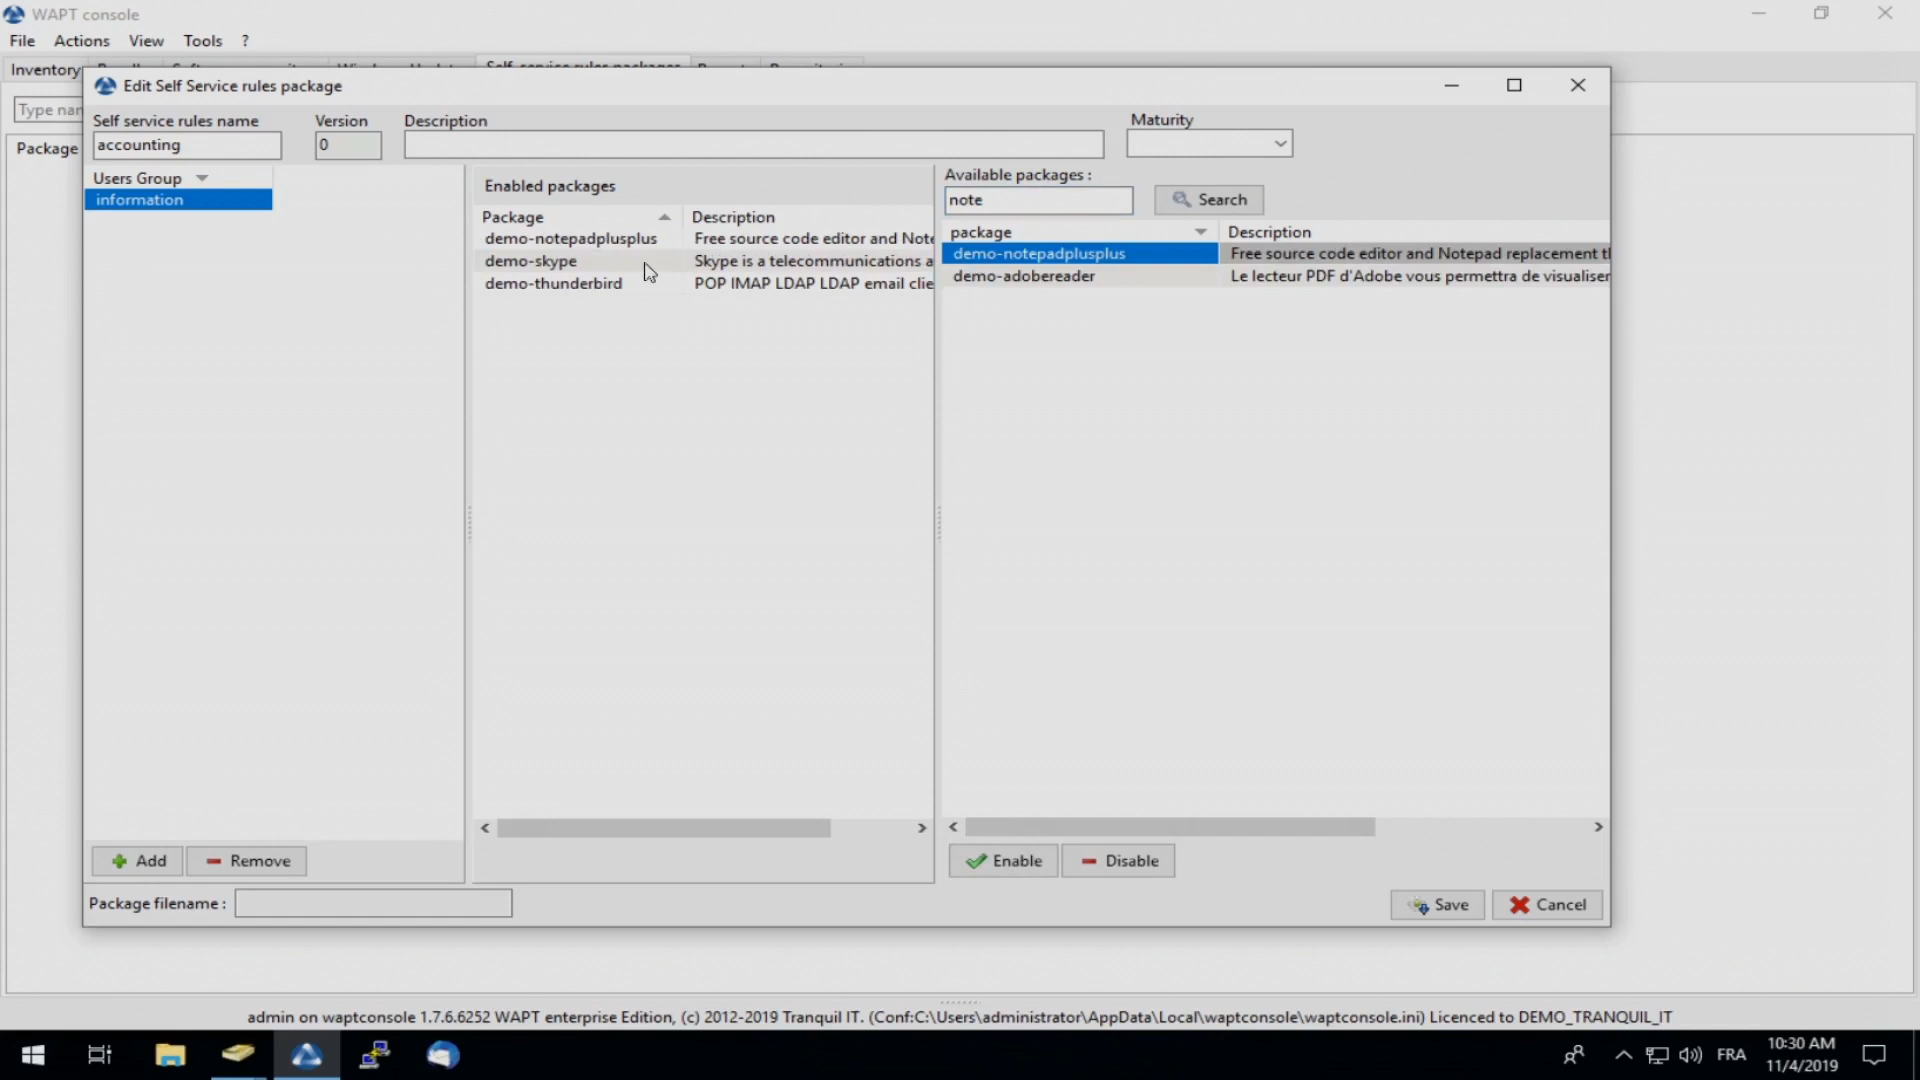 WAPT console
File Actions View Tools ?
Inventory
Edit Self Service rules package
Self service rules name Version Description Maturity
accounting 0
Package
Users Group
information
Enabled packages
Package Description
demo-notepadplusplus Free source code editor and Note
demo-skype Skype is a telecommunications a
demo-thunderbird POP IMAP LDAP LDAP email clie
Available packages :
note Search
package Description
demo-notepadplusplus Free source code editor and Notepad replacement tl
demo-adobereader Le lecteur PDF d'Adobe vous permettra de visualiser
Add Remove
Enable Disable
Package filename :
Save Cancel
admin on waptconsole 1.7.6.6252 WAPT enterprise Edition, (c) 2012-2019 Tranquil IT. (Conf:C:\Users\administrator\AppData\Local\waptconsole\waptconsole.ini) Licenced to DEMO_TRANQUIL_IT
FRA
10:30 AM
11/4/2019